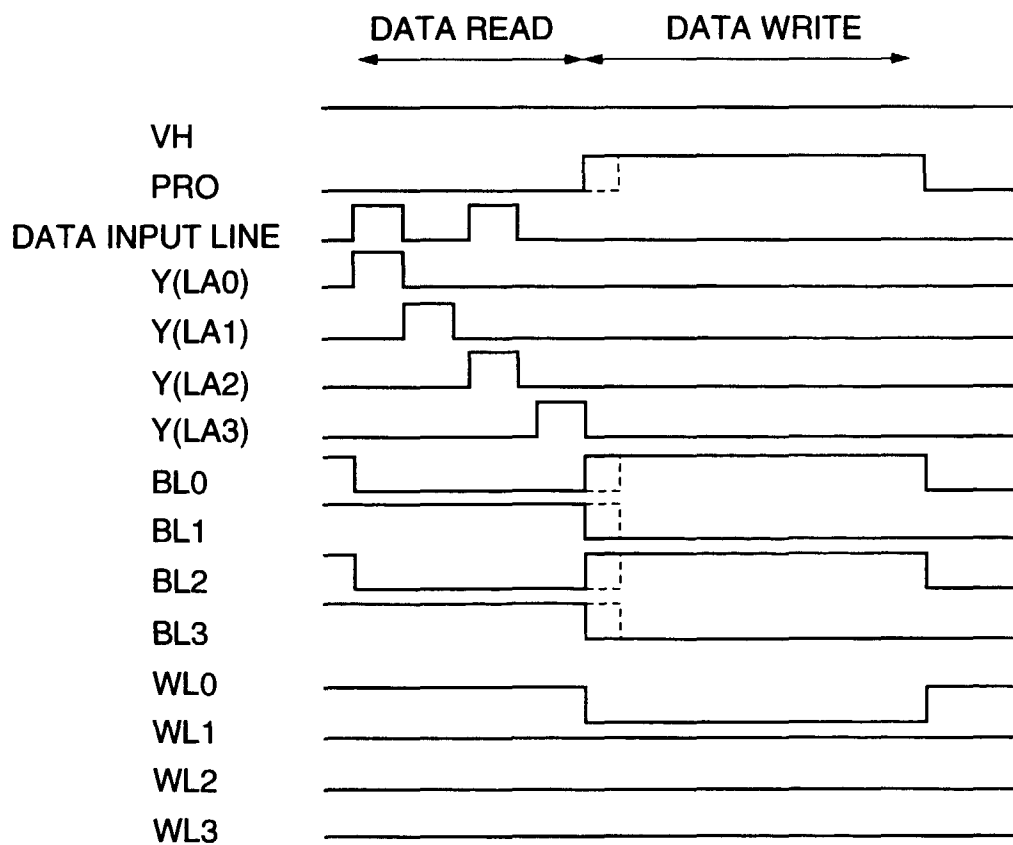 DATA READ DATA WRITE
VH
PRO
DATA INPUT LINE
Y(LA0)
Y(LA1)
Y(LA2)
Y(LA3)
BL0
BL1
BL2
BL3
WL0
WL1
WL2
WL3